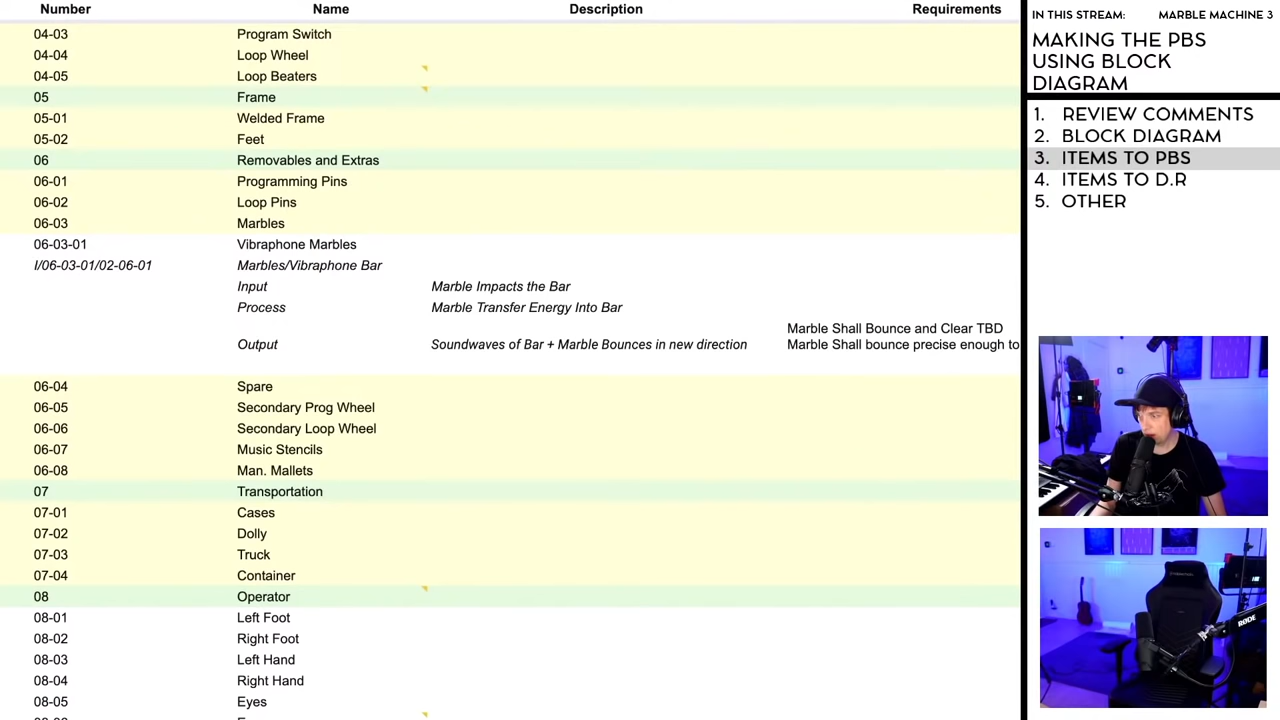 Number Name Description Requirements
04-03 Program Switch
04-04 Loop Wheel
04-05 Loop Beaters
05 Frame
05-01 Welded Frame
05-02 Feet
06 Removables and Extras
06-01 Programming Pins
06-02 Loop Pins
06-03 Marbles
06-03-01 Vibraphone Marbles
I/06-03-01/02-06-01 Marbles/Vibraphone Bar
Input Marble Impacts the Bar
Process Marble Transfer Energy Into Bar
Marble Shall Bounce and Clear TBD
Output Soundwaves of Bar + Marble Bounces in new direction Marble Shall bounce precise enough to
06-04 Spare
06-05 Secondary Prog Wheel
06-06 Secondary Loop Wheel
06-07 Music Stencils
06-08 Man. Mallets
07 Transportation
07-01 Cases
07-02 Dolly
07-03 Truck
07-04 Container
08 Operator
08-01 Left Foot
08-02 Right Foot
08-03 Left Hand
08-04 Right Hand
08-05 Eyes
IN THIS STREAM: MARBLE MACHINE 3
MAKING THE PBS
USING BLOCK
DIAGRAM
1. REVIEW COMMENTS
2. BLOCK DIAGRAM
3. ITEMS TO PBS
4. ITEMS TO D.R
5. OTHER
RODE